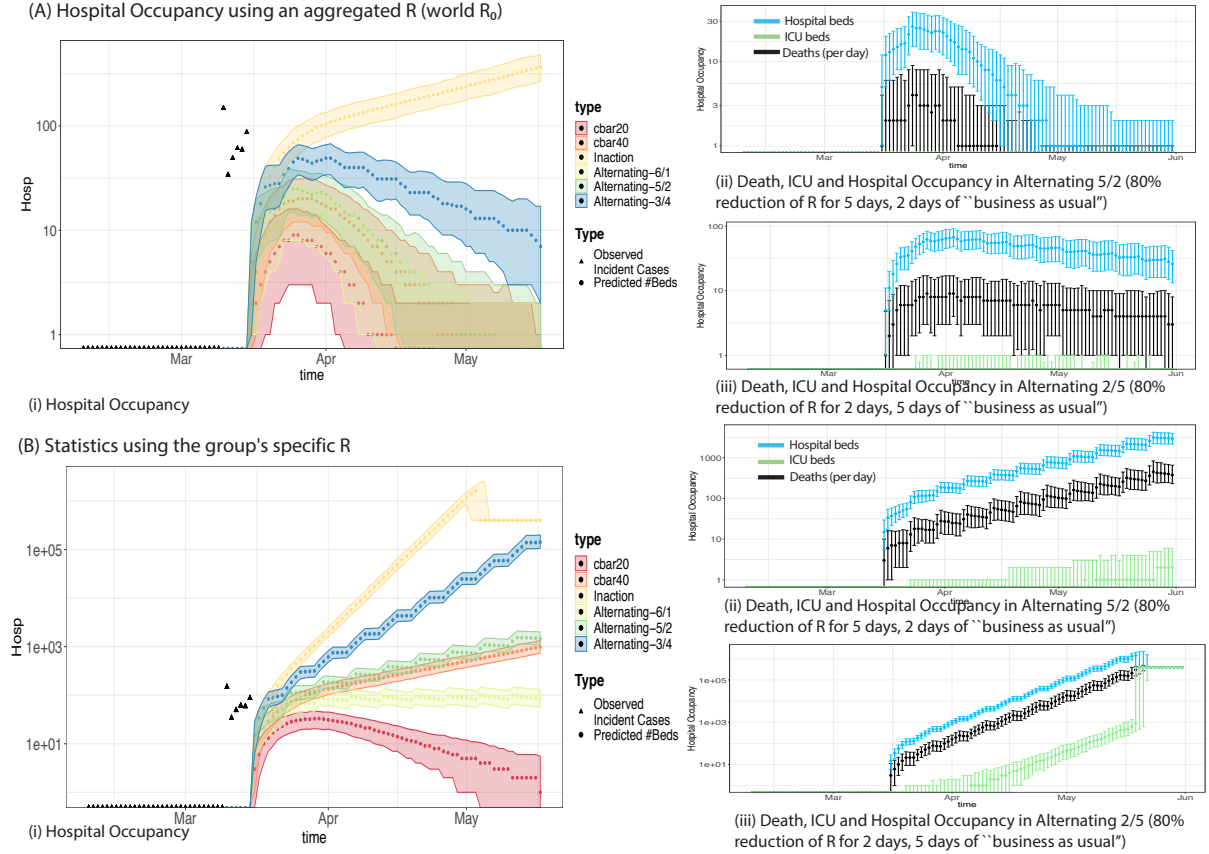 (A) Hospital Occupancy using an aggregated R (world R₀)
Hosp
100
10
1
Mar
Apr
May
time
type
cbar20
cbar40
Inaction
Alternating−6/1
Alternating−5/2
Alternating−3/4
Type
Observed
Incident Cases
Predicted #Beds
(i) Hospital Occupancy
Hospital Occupancy
30
10
3
1
Hospital beds
ICU beds
Deaths (per day)
Mar
Apr
May
Jun
time
(ii) Death, ICU and Hospital Occupancy in Alternating 5/2 (80%
reduction of R for 5 days, 2 days of ``business as usual")
Hospital Occupancy
100
10
1
Mar
Apr
May
Jun
time
(iii) Death, ICU and Hospital Occupancy in Alternating 2/5 (80%
reduction of R for 2 days, 5 days of ``business as usual")
(B) Statistics using the group's specific R
Hosp
1e+05
1e+03
1e+01
Mar
Apr
May
time
type
cbar20
cbar40
Inaction
Alternating−6/1
Alternating−5/2
Alternating−3/4
Type
Observed
Incident Cases
Predicted #Beds
(i) Hospital Occupancy
Hospital Occupancy
1000
100
10
1
Hospital beds
ICU beds
Deaths (per day)
Mar
Apr
May
Jun
time
(ii) Death, ICU and Hospital Occupancy in Alternating 5/2 (80%
reduction of R for 5 days, 2 days of ``business as usual")
Hospital Occupancy
1e+05
1e+03
1e+01
Mar
Apr
May
Jun
time
(iii) Death, ICU and Hospital Occupancy in Alternating 2/5 (80%
reduction of R for 2 days, 5 days of ``business as usual")